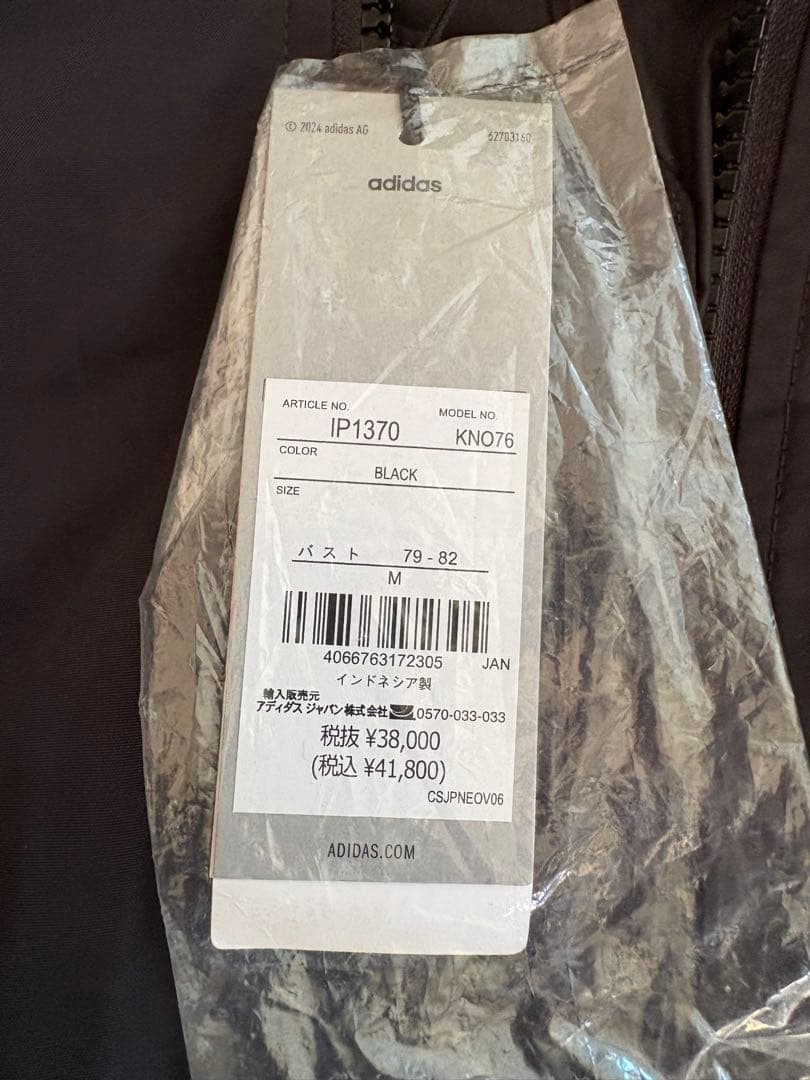 © 2024 adidas AG
62703160
adidas
ARTICLE NO.
MODEL NO.
IP1370
KNO76
COLOR
BLACK
SIZE
バスト 79 - 82
M
4066763172305 JAN
インドネシア製
輸入販売元
アディダス ジャパン株式会社 0570-033-033
税抜 ¥38,000
(税込 ¥41,800)
CSJPNEOV06
ADIDAS.COM